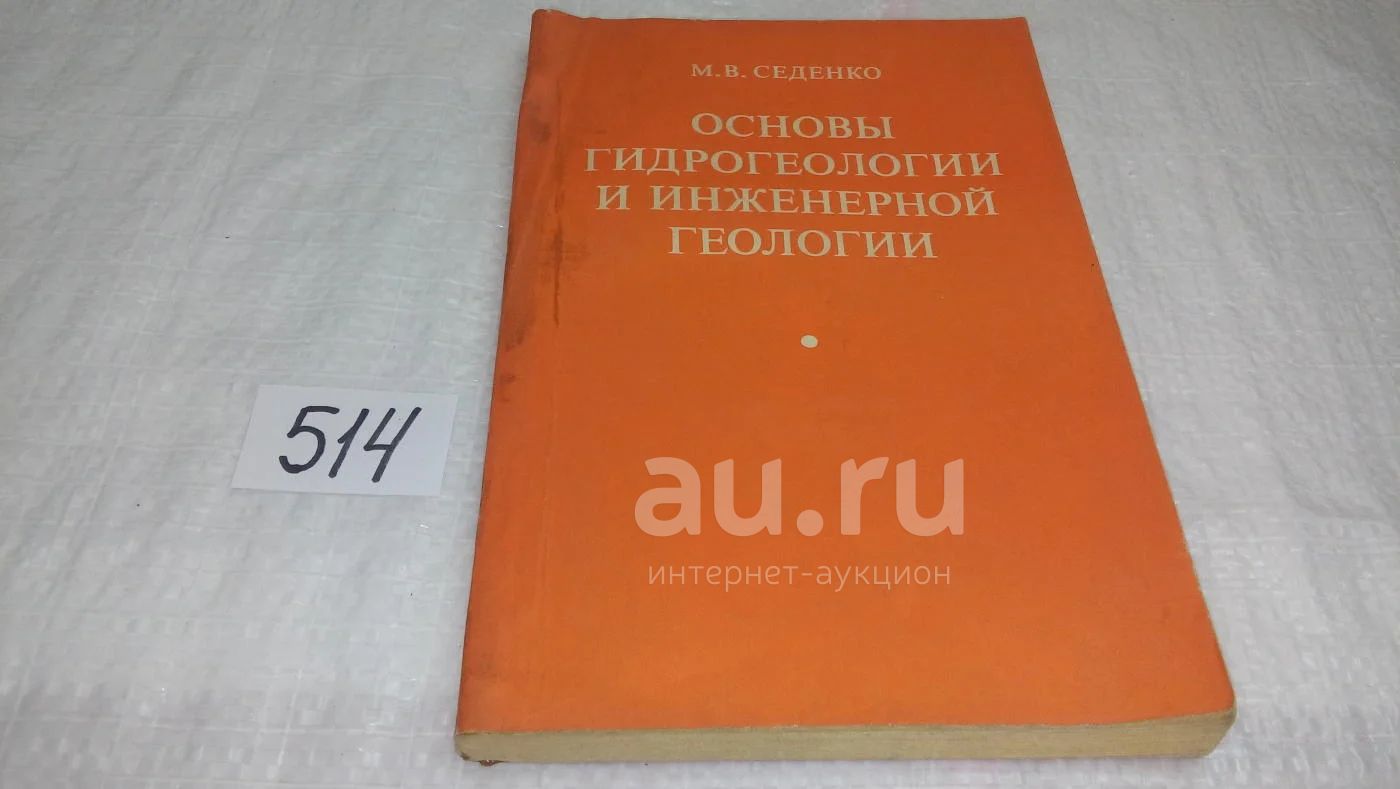 М.В. СЕДЕНКО
ОСНОВЫ
ГИДРОГЕОЛОГИИ
И ИНЖЕНЕРНОЙ
ГЕОЛОГИИ
514
au.ru
интернет-аукцион